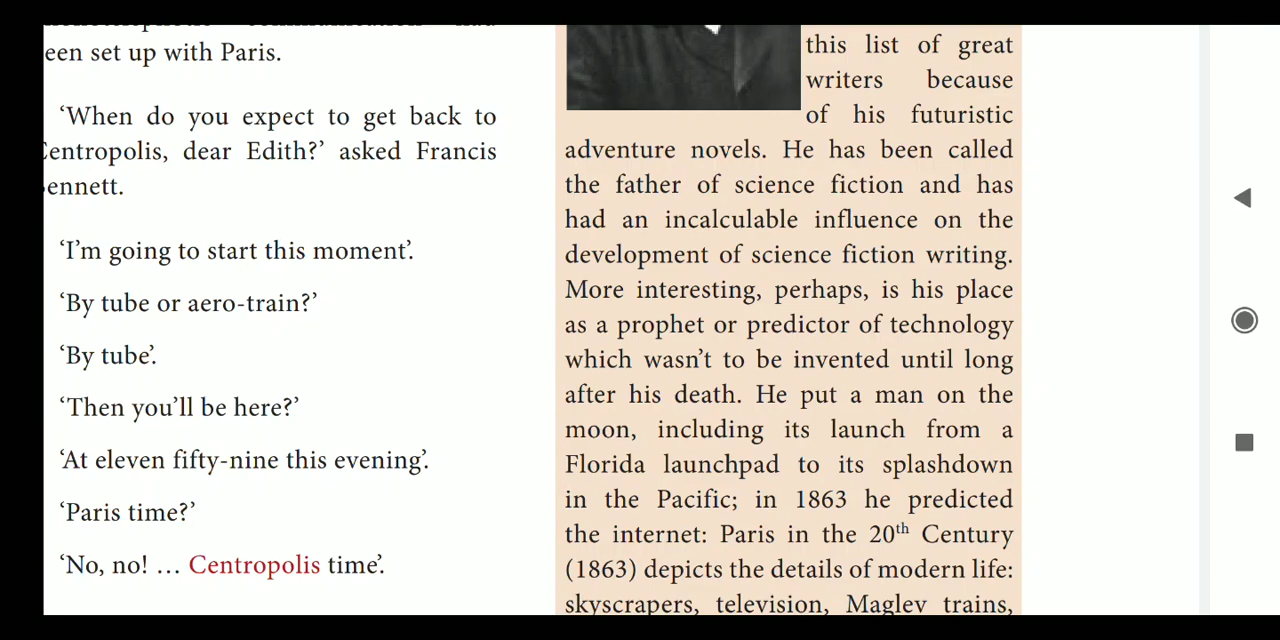 een set up with Paris.
‘When do you expect to get back to
Centropolis, dear Edith?’ asked Francis
ennett.
‘I’m going to start this moment’.
‘By tube or aero-train?’
‘By tube’.
‘Then you’ll be here?’
‘At eleven fifty-nine this evening’.
‘Paris time?’
‘No, no! … Centropolis time’.
this list of great
writers because
of his futuristic
adventure novels. He has been called
the father of science fiction and has
had an incalculable influence on the
development of science fiction writing.
More interesting, perhaps, is his place
as a prophet or predictor of technology
which wasn’t to be invented until long
after his death. He put a man on the
moon, including its launch from a
Florida launchpad to its splashdown
in the Pacific; in 1863 he predicted
the internet: Paris in the 20th Century
(1863) depicts the details of modern life:
skyscrapers, television, Maglev trains,